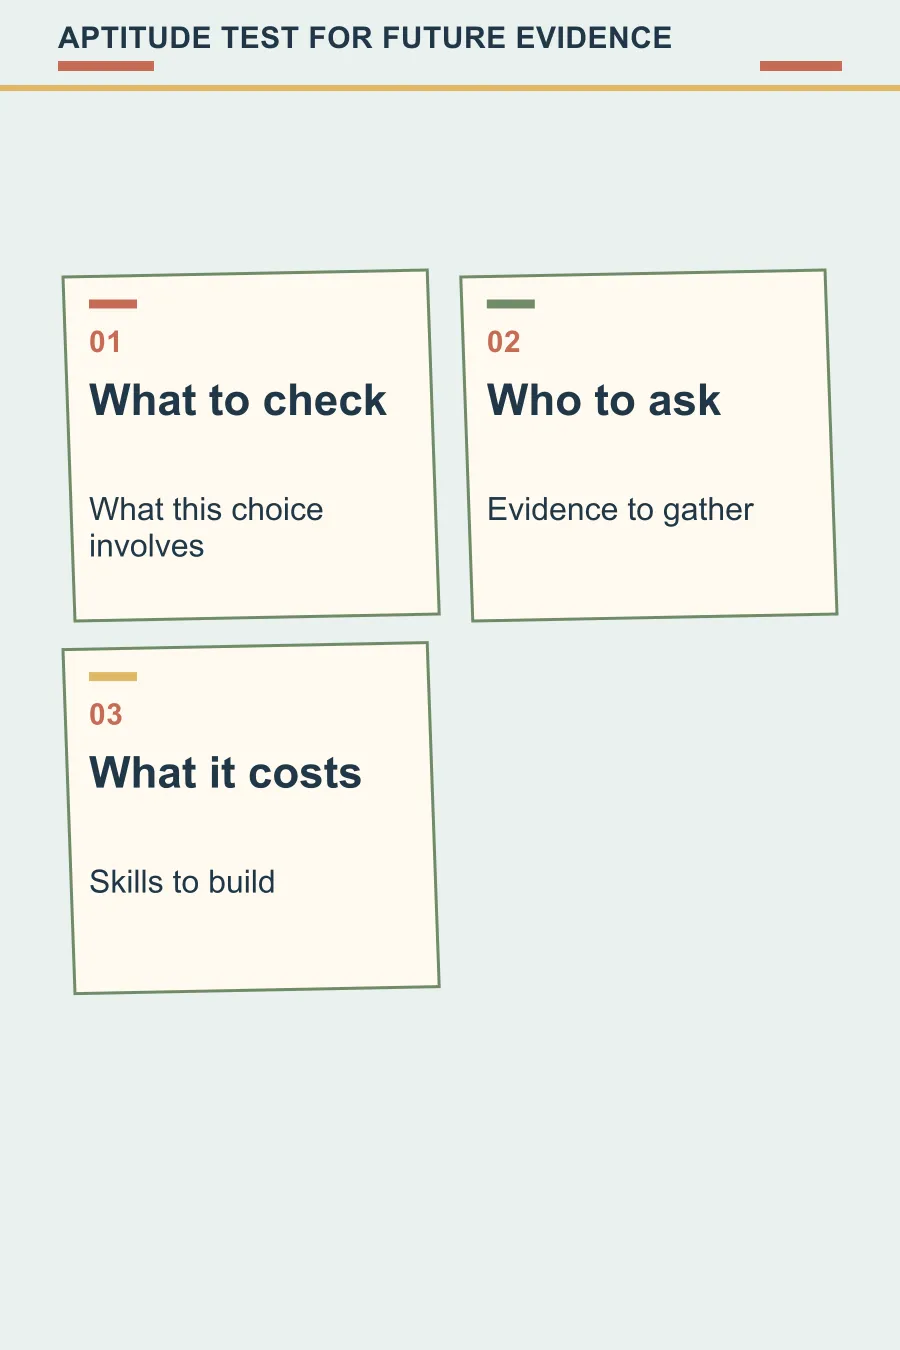 APTITUDE TEST FOR FUTURE EVIDENCE
01
What to check
What this choice
involves
02
Who to ask
Evidence to gather
03
What it costs
Skills to build